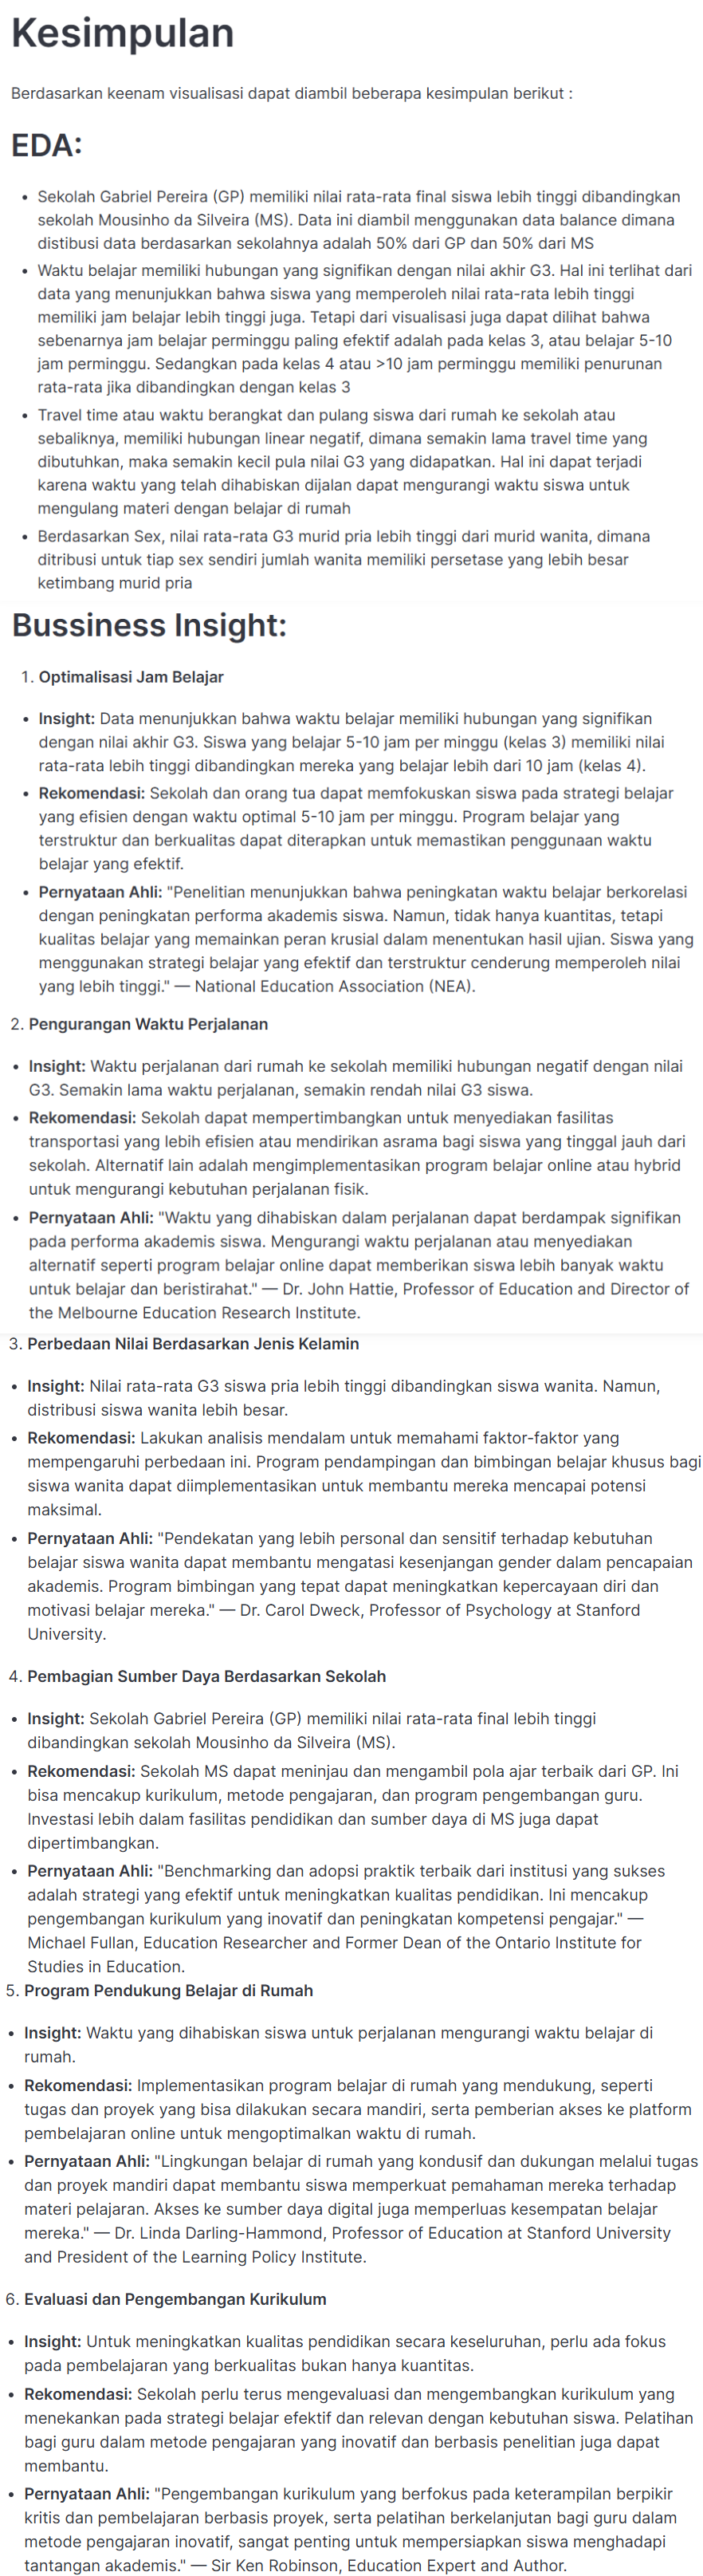 Kesimpulan
Berdasarkan keenam visualisasi dapat diambil beberapa kesimpulan berikut :
EDA:
• Sekolah Gabriel Pereira (GP) memiliki nilai rata-rata final siswa lebih tinggi dibandingkan
sekolah Mousinho da Silveira (MS). Data ini diambil menggunakan data balance dimana
distibusi data berdasarkan sekolahnya adalah 50% dari GP dan 50% dari MS
• Waktu belajar memiliki hubungan yang signifikan dengan nilai akhir G3. Hal ini terlihat dari
data yang menunjukkan bahwa siswa yang memperoleh nilai rata-rata lebih tinggi
memiliki jam belajar lebih tinggi juga. Tetapi dari visualisasi juga dapat dilihat bahwa
sebenarnya jam belajar perminggu paling efektif adalah pada kelas 3, atau belajar 5-10
jam perminggu. Sedangkan pada kelas 4 atau >10 jam perminggu memiliki penurunan
rata-rata jika dibandingkan dengan kelas 3
• Travel time atau waktu berangkat dan pulang siswa dari rumah ke sekolah atau
sebaliknya, memiliki hubungan linear negatif, dimana semakin lama travel time yang
dibutuhkan, maka semakin kecil pula nilai G3 yang didapatkan. Hal ini dapat terjadi
karena waktu yang telah dihabiskan dijalan dapat mengurangi waktu siswa untuk
mengulang materi dengan belajar di rumah
• Berdasarkan Sex, nilai rata-rata G3 murid pria lebih tinggi dari murid wanita, dimana
ditribusi untuk tiap sex sendiri jumlah wanita memiliki persetase yang lebih besar
ketimbang murid pria
Bussiness Insight:
1. Optimalisasi Jam Belajar
• Insight: Data menunjukkan bahwa waktu belajar memiliki hubungan yang signifikan
dengan nilai akhir G3. Siswa yang belajar 5-10 jam per minggu (kelas 3) memiliki nilai
rata-rata lebih tinggi dibandingkan mereka yang belajar lebih dari 10 jam (kelas 4).
• Rekomendasi: Sekolah dan orang tua dapat memfokuskan siswa pada strategi belajar
yang efisien dengan waktu optimal 5-10 jam per minggu. Program belajar yang
terstruktur dan berkualitas dapat diterapkan untuk memastikan penggunaan waktu
belajar yang efektif.
• Pernyataan Ahli: "Penelitian menunjukkan bahwa peningkatan waktu belajar berkorelasi
dengan peningkatan performa akademis siswa. Namun, tidak hanya kuantitas, tetapi
kualitas belajar yang memainkan peran krusial dalam menentukan hasil ujian. Siswa yang
menggunakan strategi belajar yang efektif dan terstruktur cenderung memperoleh nilai
yang lebih tinggi." — National Education Association (NEA).
2. Pengurangan Waktu Perjalanan
• Insight: Waktu perjalanan dari rumah ke sekolah memiliki hubungan negatif dengan nilai
G3. Semakin lama waktu perjalanan, semakin rendah nilai G3 siswa.
• Rekomendasi: Sekolah dapat mempertimbangkan untuk menyediakan fasilitas
transportasi yang lebih efisien atau mendirikan asrama bagi siswa yang tinggal jauh dari
sekolah. Alternatif lain adalah mengimplementasikan program belajar online atau hybrid
untuk mengurangi kebutuhan perjalanan fisik.
• Pernyataan Ahli: "Waktu yang dihabiskan dalam perjalanan dapat berdampak signifikan
pada performa akademis siswa. Mengurangi waktu perjalanan atau menyediakan
alternatif seperti program belajar online dapat memberikan siswa lebih banyak waktu
untuk belajar dan beristirahat." — Dr. John Hattie, Professor of Education and Director of
the Melbourne Education Research Institute.
3. Perbedaan Nilai Berdasarkan Jenis Kelamin
• Insight: Nilai rata-rata G3 siswa pria lebih tinggi dibandingkan siswa wanita. Namun,
distribusi siswa wanita lebih besar.
• Rekomendasi: Lakukan analisis mendalam untuk memahami faktor-faktor yang
mempengaruhi perbedaan ini. Program pendampingan dan bimbingan belajar khusus bagi
siswa wanita dapat diimplementasikan untuk membantu mereka mencapai potensi
maksimal.
• Pernyataan Ahli: "Pendekatan yang lebih personal dan sensitif terhadap kebutuhan
belajar siswa wanita dapat membantu mengatasi kesenjangan gender dalam pencapaian
akademis. Program bimbingan yang tepat dapat meningkatkan kepercayaan diri dan
motivasi belajar mereka." — Dr. Carol Dweck, Professor of Psychology at Stanford
University.
4. Pembagian Sumber Daya Berdasarkan Sekolah
• Insight: Sekolah Gabriel Pereira (GP) memiliki nilai rata-rata final lebih tinggi
dibandingkan sekolah Mousinho da Silveira (MS).
• Rekomendasi: Sekolah MS dapat meninjau dan mengambil pola ajar terbaik dari GP. Ini
bisa mencakup kurikulum, metode pengajaran, dan program pengembangan guru.
Investasi lebih dalam fasilitas pendidikan dan sumber daya di MS juga dapat
dipertimbangkan.
• Pernyataan Ahli: "Benchmarking dan adopsi praktik terbaik dari institusi yang sukses
adalah strategi yang efektif untuk meningkatkan kualitas pendidikan. Ini mencakup
pengembangan kurikulum yang inovatif dan peningkatan kompetensi pengajar." —
Michael Fullan, Education Researcher and Former Dean of the Ontario Institute for
Studies in Education.
5. Program Pendukung Belajar di Rumah
• Insight: Waktu yang dihabiskan siswa untuk perjalanan mengurangi waktu belajar di
rumah.
• Rekomendasi: Implementasikan program belajar di rumah yang mendukung, seperti
tugas dan proyek yang bisa dilakukan secara mandiri, serta pemberian akses ke platform
pembelajaran online untuk mengoptimalkan waktu di rumah.
• Pernyataan Ahli: "Lingkungan belajar di rumah yang kondusif dan dukungan melalui tugas
dan proyek mandiri dapat membantu siswa memperkuat pemahaman mereka terhadap
materi pelajaran. Akses ke sumber daya digital juga memperluas kesempatan belajar
mereka." — Dr. Linda Darling-Hammond, Professor of Education at Stanford University
and President of the Learning Policy Institute.
6. Evaluasi dan Pengembangan Kurikulum
• Insight: Untuk meningkatkan kualitas pendidikan secara keseluruhan, perlu ada fokus
pada pembelajaran yang berkualitas bukan hanya kuantitas.
• Rekomendasi: Sekolah perlu terus mengevaluasi dan mengembangkan kurikulum yang
menekankan pada strategi belajar efektif dan relevan dengan kebutuhan siswa. Pelatihan
bagi guru dalam metode pengajaran yang inovatif dan berbasis penelitian juga dapat
membantu.
• Pernyataan Ahli: "Pengembangan kurikulum yang berfokus pada keterampilan berpikir
kritis dan pembelajaran berbasis proyek, serta pelatihan berkelanjutan bagi guru dalam
metode pengajaran inovatif, sangat penting untuk mempersiapkan siswa menghadapi
tantangan akademis." — Sir Ken Robinson, Education Expert and Author.